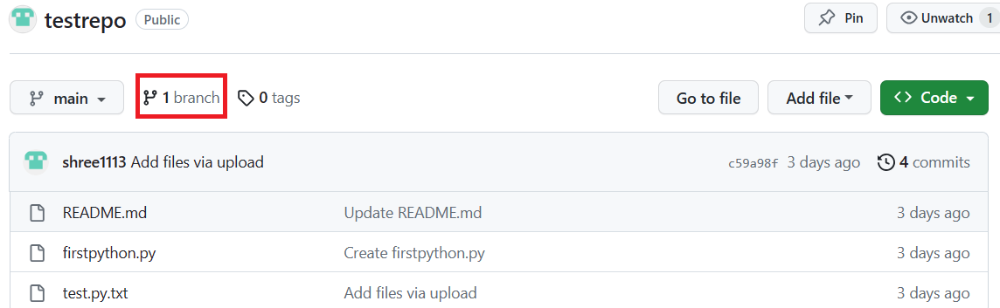 testrepo Public Pin Unwatch 1
main 1 branch 0 tags Go to file Add file <> Code
shree1113 Add files via upload c59a98f 3 days ago 4 commits
README.md Update README.md 3 days ago
firstpython.py Create firstpython.py 3 days ago
test.py.txt Add files via upload 3 days ago